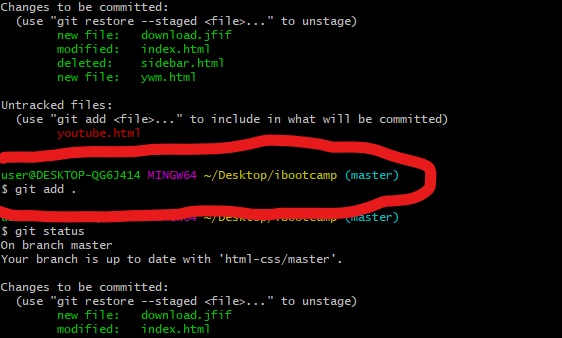 Changes to be committed:
(use "git restore --staged <file>..." to unstage)
new file: download.jfif
modified: index.html
deleted: sidebar.html
new file: ywm.html
Untracked files:
(use "git add <file>..." to include in what will be committed)
youtube.html
user@DESKTOP-QG6J414 MINGW64 ~/Desktop/ibootcamp (master)
$ git add .
user@DESKTOP-QG6J414 MINGW64 ~/Desktop/ibootcamp (master)
$ git status
On branch master
Your branch is up to date with 'html-css/master'.
Changes to be committed:
(use "git restore --staged <file>..." to unstage)
new file: download.jfif
modified: index.html